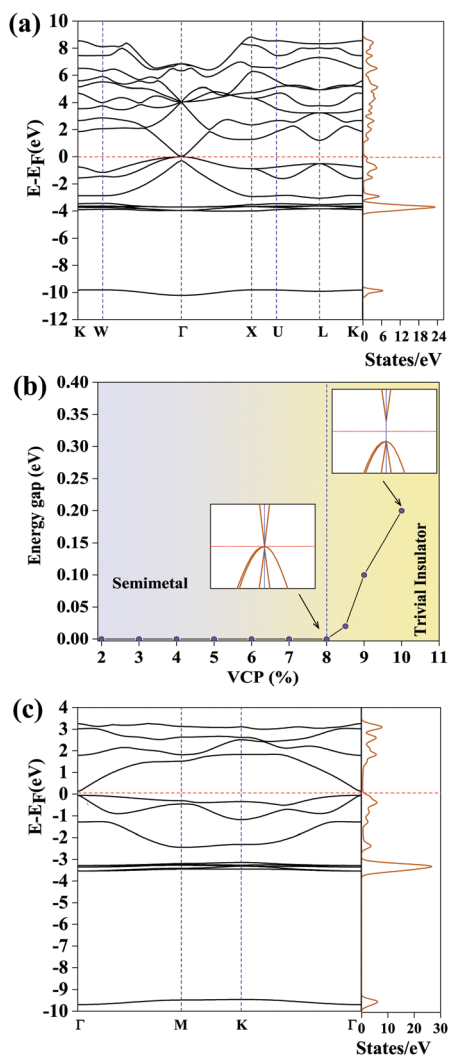 (a)
E-E_F(eV)
8
6
4
2
0
-2
-4
-6
-8
-10
-12
K W Γ X U L K
0 6 12 18 24
States/eV
(b)
Energy gap (eV)
0.40
0.35
0.30
0.25
0.20
0.15
0.10
0.05
0.00
Semimetal
Trivial Insulator
2 3 4 5 6 7 8 9 10 11
VCP (%)
(c)
E-E_F(eV)
4
3
2
1
0
-1
-2
-3
-4
-5
-6
-7
-8
-9
-10
Γ M K Γ
0 10 20 30
States/eV